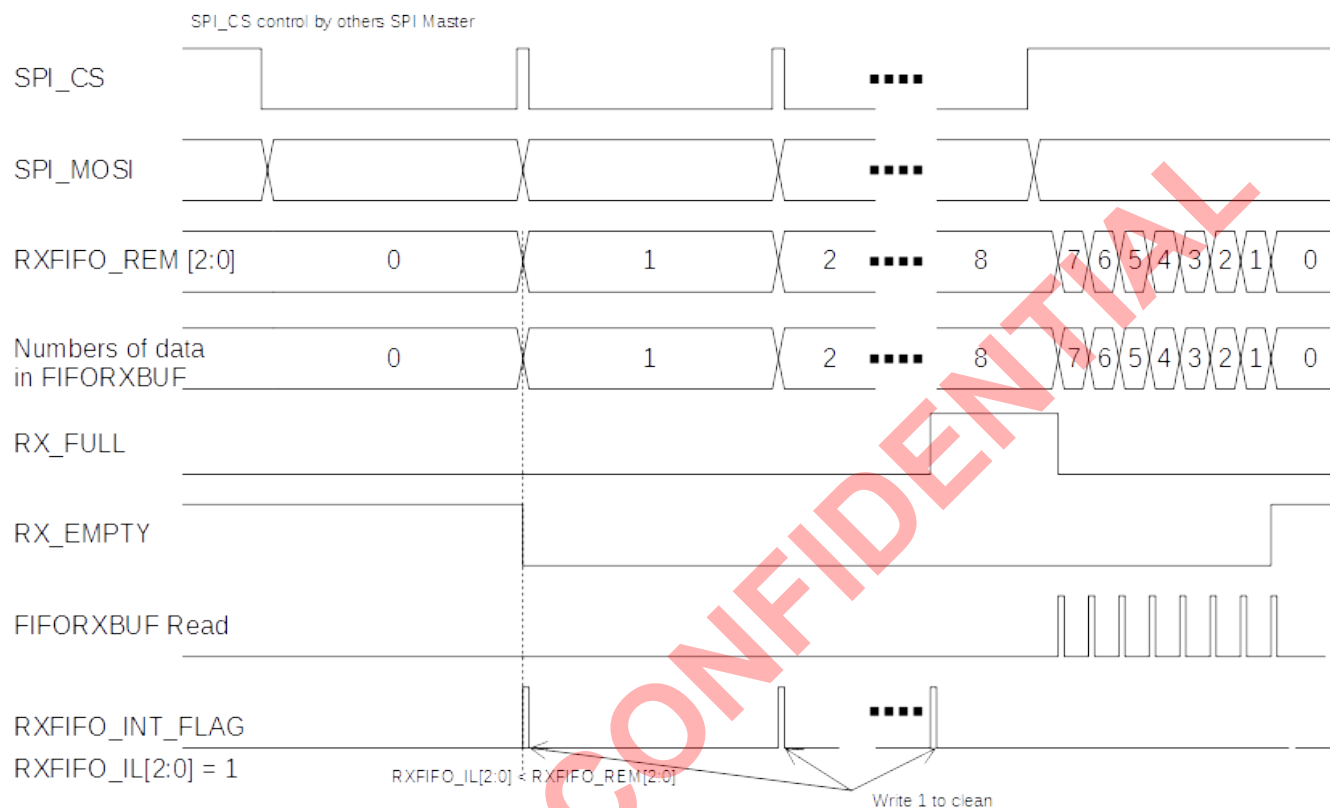 SPI_CS control by others SPI Master
SPI_CS
SPI_MOSI
RXFIFO_REM [2:0] 0 1 2 8 7 6 5 4 3 2 1 0
Numbers of data
in FIFORXBUF 0 1 2 8 7 6 5 4 3 2 1 0
RX_FULL
RX_EMPTY
FIFORXBUF Read
RXFIFO_INT_FLAG
RXFIFO_IL[2:0] = 1
RXFIFO_IL[2:0] < RXFIFO_REM[2:0]
Write 1 to clean
CONFIDENTIAL